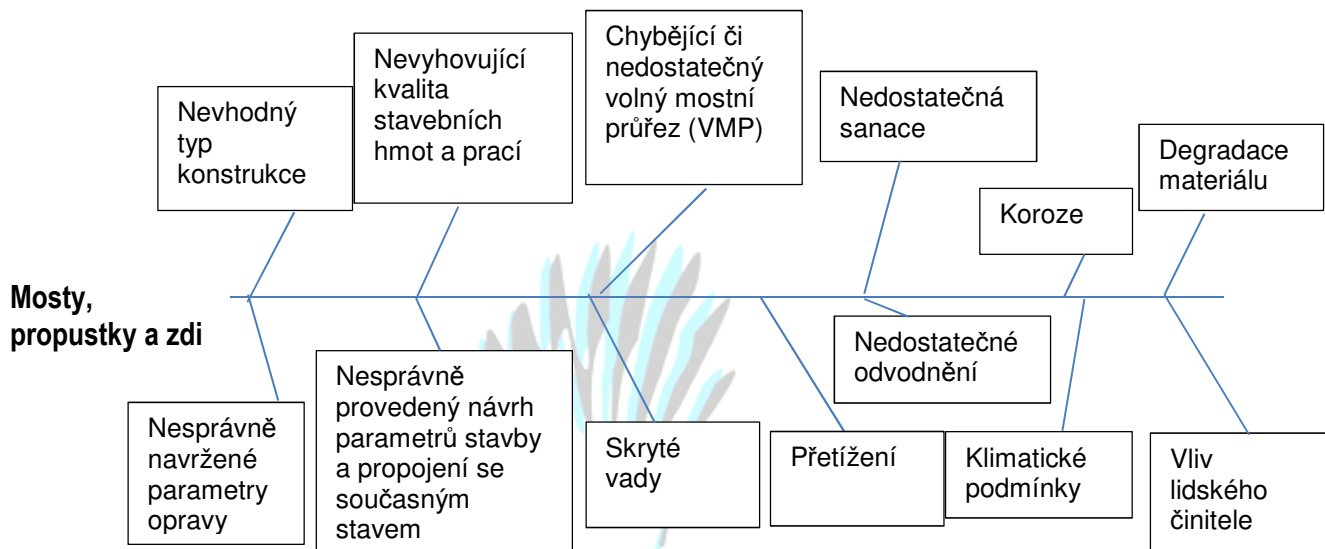 Nevhodný
typ
konstrukce
Nevyhovující
kvalita
stavebních
hmot a prací
Chybějící či
nedostatečný
volný mostní
průřez (VMP)
Nedostatečná
sanace
Koroze
Degradace
materiálu
Mosty,
propustky a zdi
Nesprávně
navržené
parametry
opravy
Nesprávně
provedený návrh
parametrů stavby
a propojení se
současným
stavem
Skryté
vady
Přetížení
Nedostatečné
odvodnění
Klimatické
podmínky
Vliv
lidského
činitele